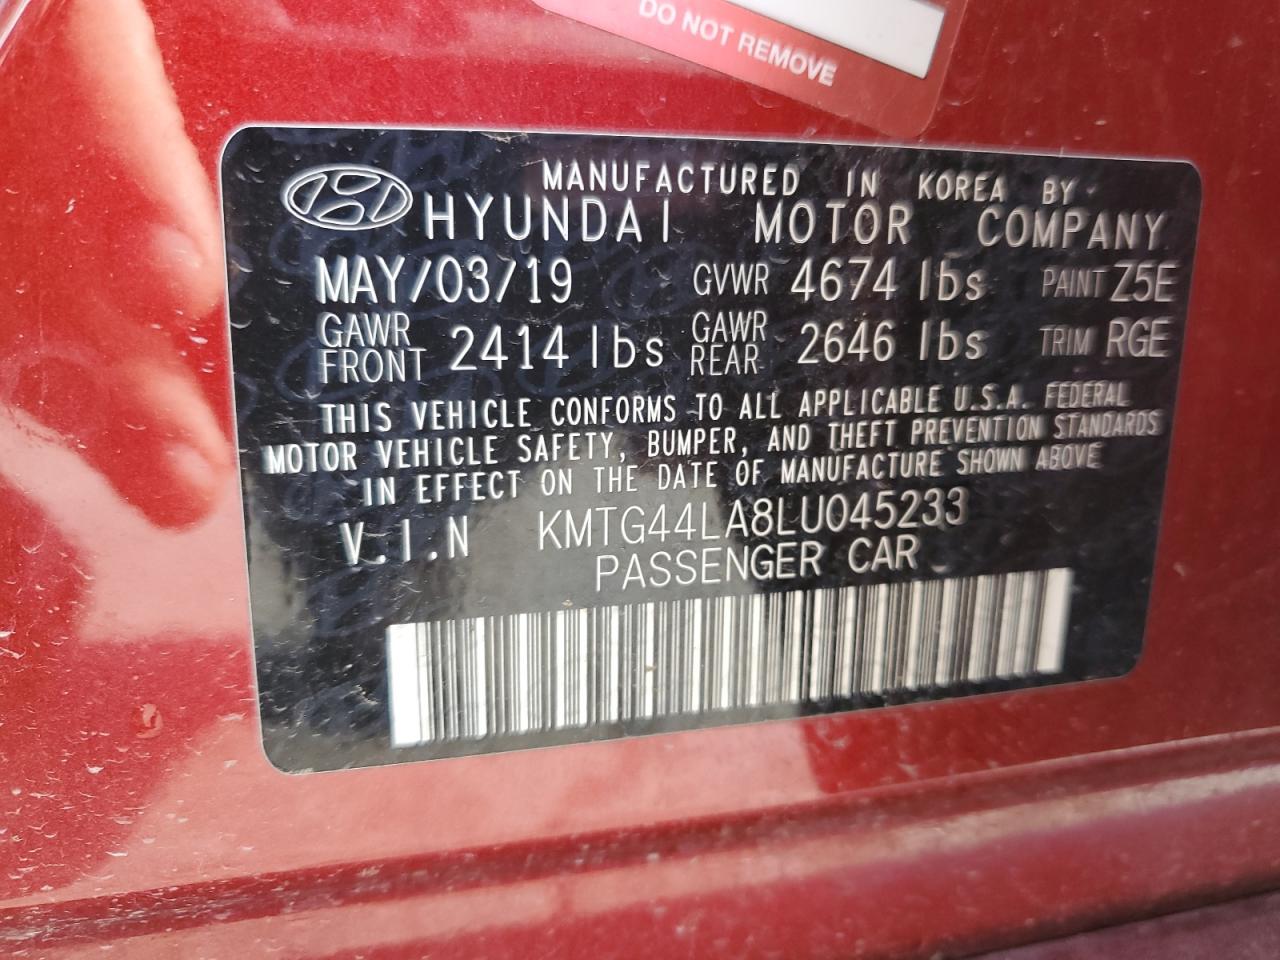 DO NOT REMOVE
MANUFACTURED IN KOREA BY
HYUNDAI MOTOR COMPANY
MAY/03/19 GVWR 4674 lbs PAINT Z5E
GAWR FRONT 2414 lbs GAWR REAR 2646 lbs TRIM RGE
THIS VEHICLE CONFORMS TO ALL APPLICABLE U.S.A. FEDERAL
MOTOR VEHICLE SAFETY, BUMPER, AND THEFT PREVENTION STANDARDS
IN EFFECT ON THE DATE OF MANUFACTURE SHOWN ABOVE
V.I.N KMTG44LA8LU045233
PASSENGER CAR